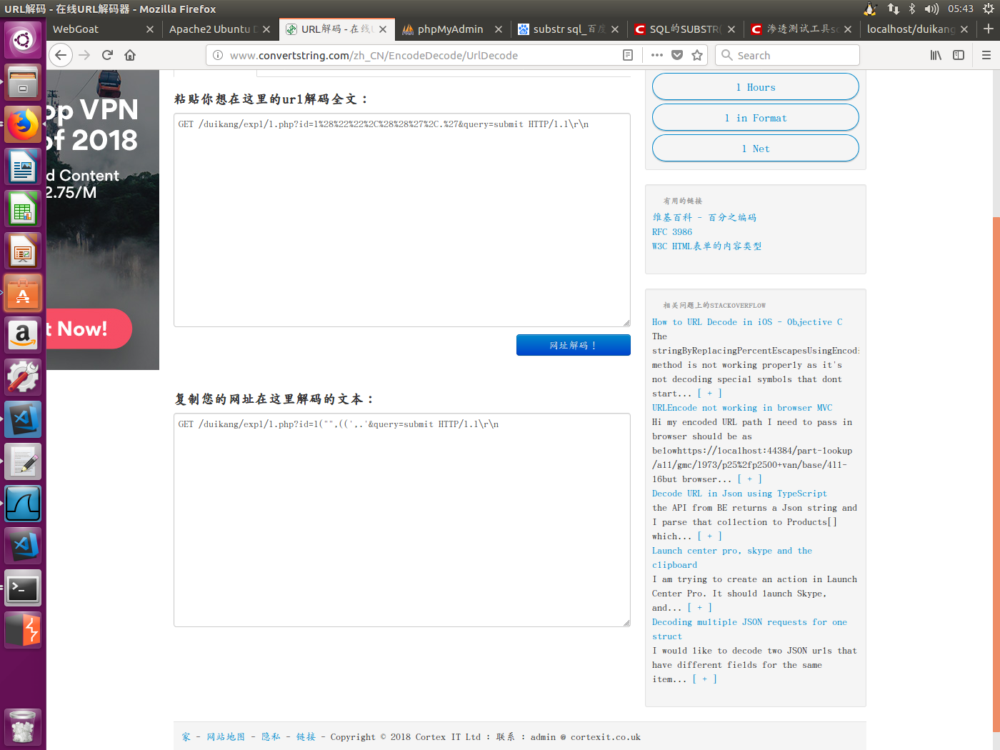 URL解码 - 在线URL解码器 - Mozilla Firefox
05:43
WebGoat
Apache2 Ubuntu D
URL解码 - 在线U
phpMyAdmin
substr sql_百度
SQL的SUBSTR(
渗透测试工具sc
localhost/duikang
www.convertstring.com/zh_CN/EncodeDecode/UrlDecode
Search
op VPN
of 2018
d Content
2.75/M
t Now!
粘贴你想在这里的url解码全文：
GET /duikang/exp1/1.php?id=1%28%22%22%2C%28%28%27%2C.%27&query=submit HTTP/1.1\r\n
网址解码！
复制您的网址在这里解码的文本：
GET /duikang/exp1/1.php?id=1("",((',.'&query=submit HTTP/1.1\r\n
1 Hours
1 in Format
1 Net
有用的链接
维基百科 - 百分之编码
RFC 3986
W3C HTML表单的内容类型
相关问题上的STACKOVERFLOW
How to URL Decode in iOS - Objective C
The
stringByReplacingPercentEscapesUsingEncodi
method is not working properly as it's
not decoding special symbols that dont
start... [ + ]
URLEncode not working in browser MVC
Hi my encoded URL path I need to pass in
browser should be as
belowhttps://localhost:44384/part-lookup
/all/gmc/1973/p25%2fp2500+van/base/4l1-
16but browser... [ + ]
Decode URL in Json using TypeScript
the API from BE returns a Json string and
I parse that collection to Products[]
which... [ + ]
Launch center pro, skype and the
clipboard
I am trying to create an action in Launch
Center Pro. It should launch Skype,
and... [ + ]
Decoding multiple JSON requests for one
struct
I would like to decode two JSON urls that
have different fields for the same
item... [ + ]
家 - 网站地图 - 隐私 - 链接 - Copyright © 2018 Cortex IT Ltd : 联系 : admin @ cortexit.co.uk